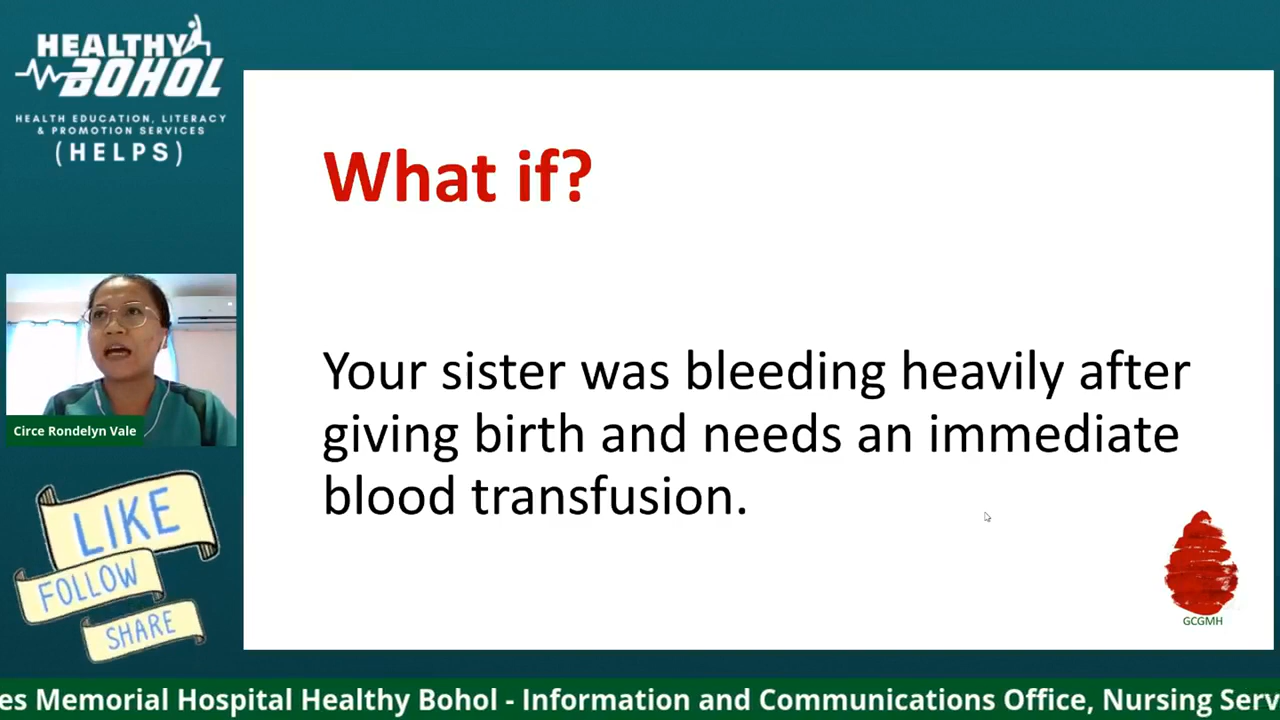 HEALTHY
BOHOL
HEALTH EDUCATION, LITERACY
& PROMOTION SERVICES
(HELPS)
What if?
Your sister was bleeding heavily after
giving birth and needs an immediate
blood transfusion.
Circe Rondelyn Vale
LIKE
FOLLOW
SHARE
GCGMH
es Memorial Hospital Healthy Bohol - Information and Communications Office, Nursing Serv